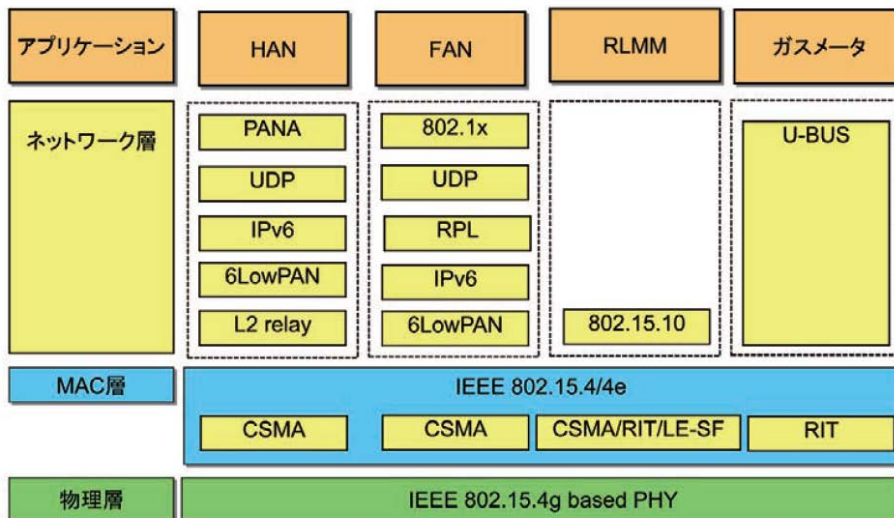 アプリケーション
HAN
FAN
RLMM
ガスメータ
ネットワーク層
PANA
UDP
IPv6
6LowPAN
L2 relay
802.1x
UDP
RPL
IPv6
6LowPAN
802.15.10
U-BUS
MAC層
IEEE 802.15.4/4e
CSMA
CSMA
CSMA/RIT/LE-SF
RIT
物理層
IEEE 802.15.4g based PHY